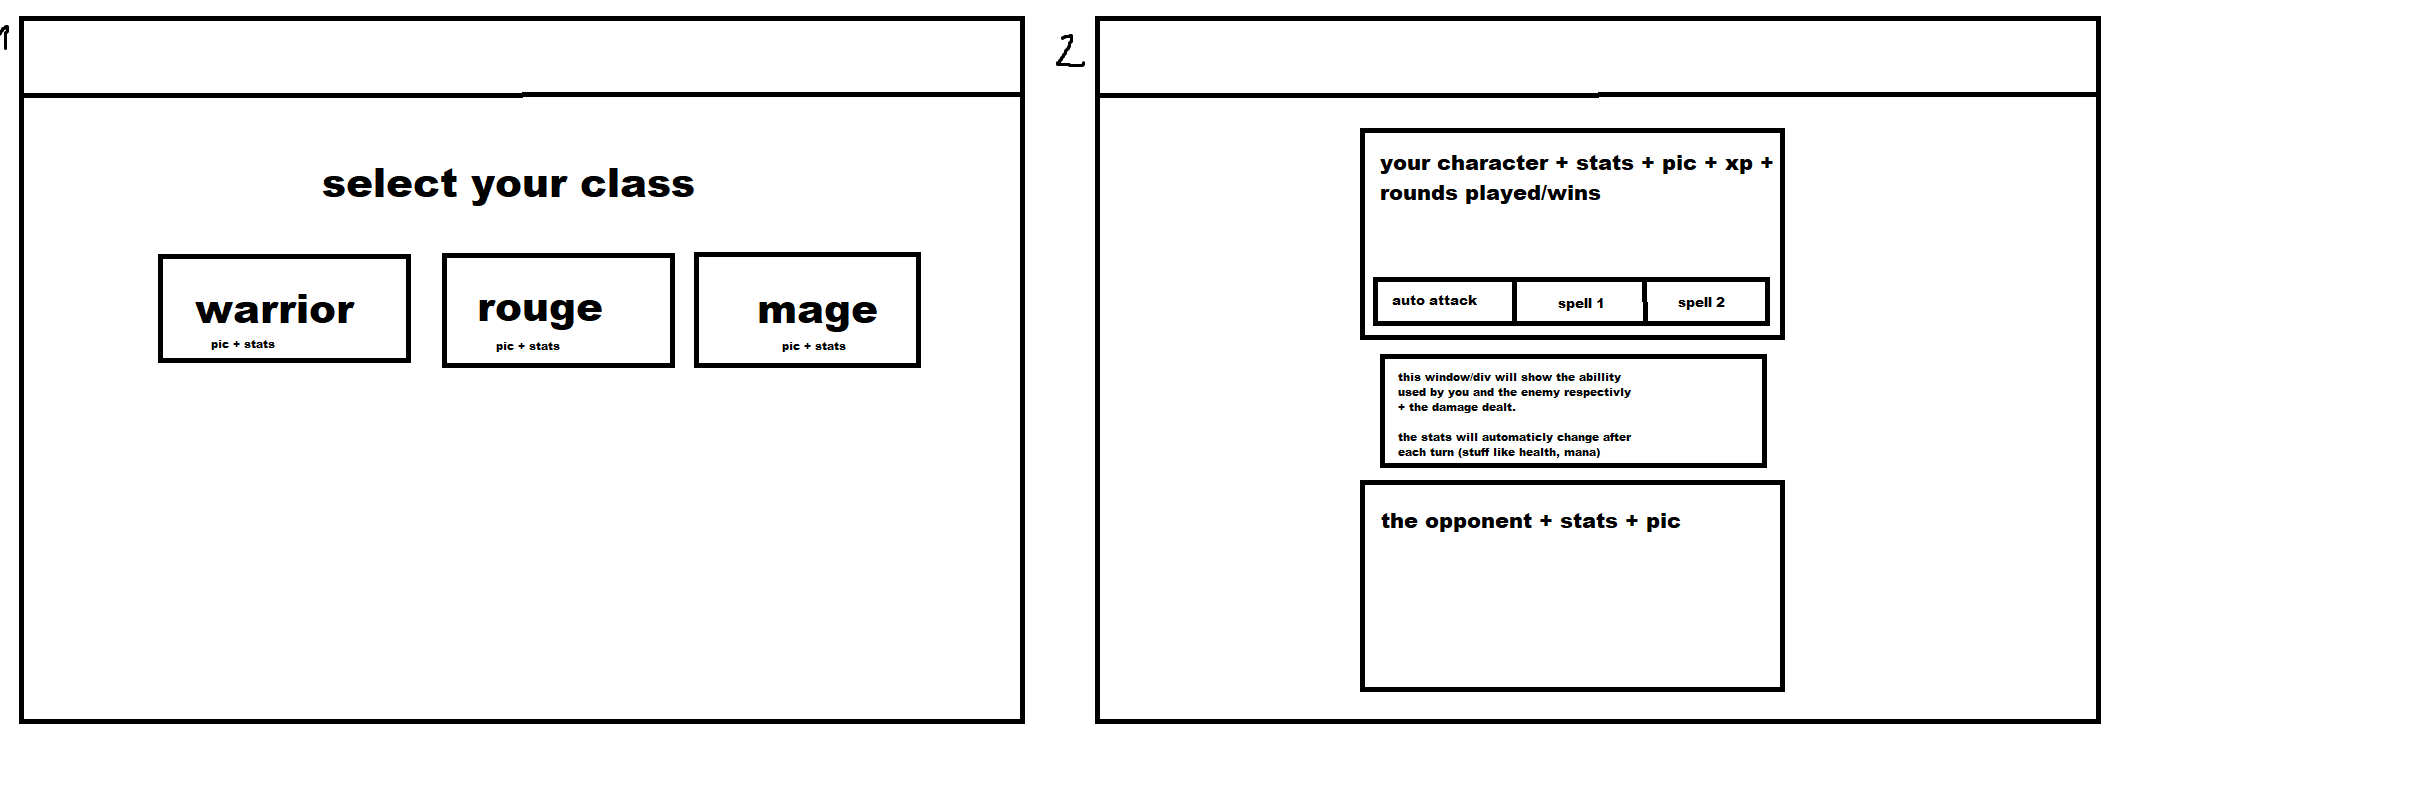 1
select your class
warrior
pic + stats
rouge
pic + stats
mage
pic + stats
2
your character + stats + pic + xp +
rounds played/wins
auto attack
spell 1
spell 2
this window/div will show the abillity
used by you and the enemy respectivly
+ the damage dealt.
the stats will automaticly change after
each turn (stuff like health, mana)
the opponent + stats + pic